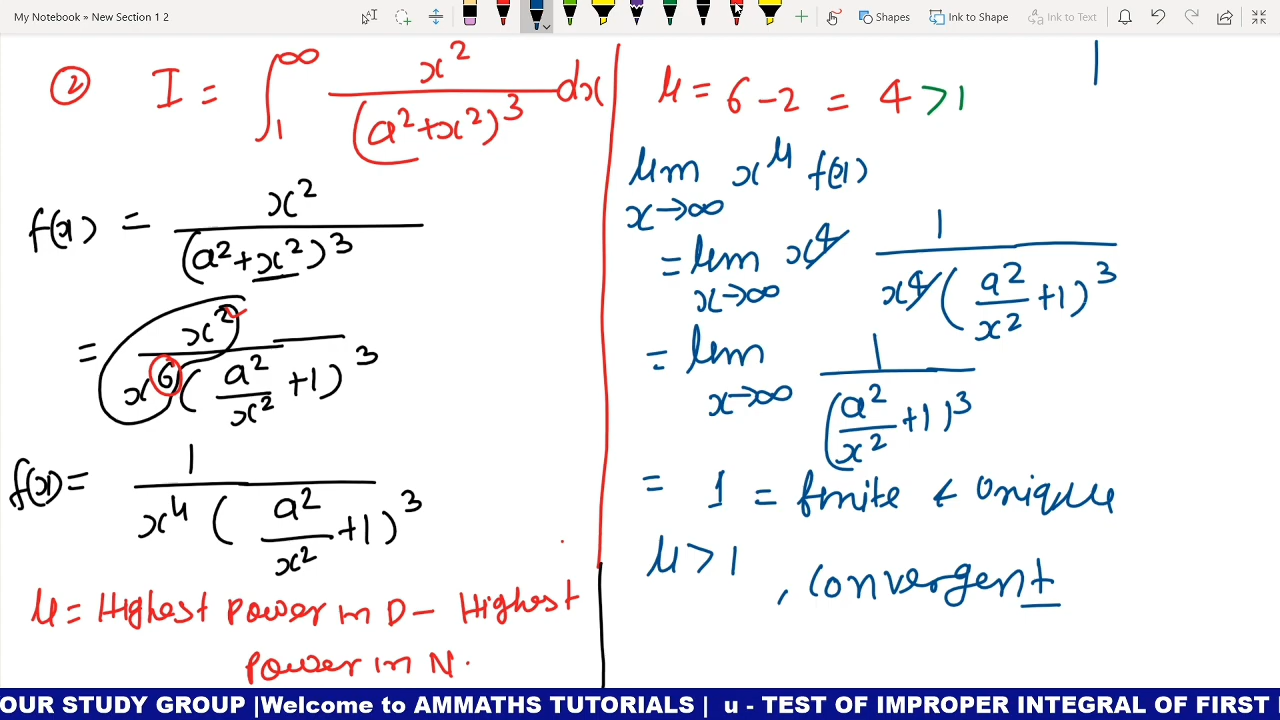 My Notebook » New Section 1 2
Shapes
Ink to Shape
Ink to Text
② I = ∫₁^∞ x²/(a²+x²)³ dx
f(x) = x²/(a²+x²)³
= x²/x⁶(a²/x²+1)³
f(x) = 1/x⁴(a²/x²+1)³
μ = Highest Power in D – Highest
Power in N.
μ = 6-2 = 4 >1
lim x→∞ x^μ f(x)
= lim x→∞ x⁴ 1/x⁴(a²/x²+1)³
= lim x→∞ 1/(a²/x²+1)³
= 1 = finite & unique
μ>1 , convergent
OUR STUDY GROUP |Welcome to AMMATHS TUTORIALS | u - TEST OF IMPROPER INTEGRAL OF FIRST